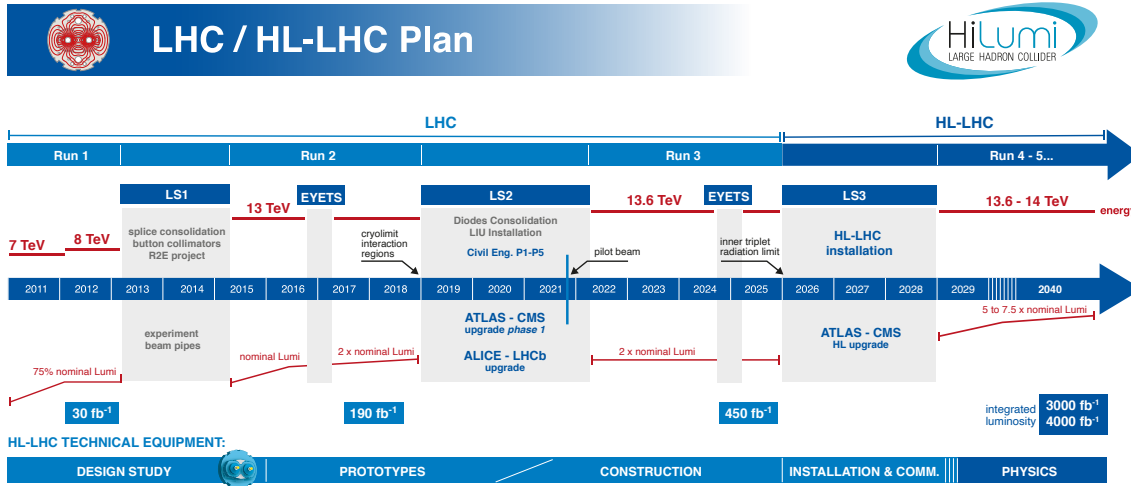 LHC / HL-LHC Plan
HiLumi
LARGE HADRON COLLIDER
LHC
HL-LHC
Run 1
Run 2
Run 3
Run 4 - 5...
LS1
EYETS
LS2
EYETS
LS3
13 TeV
13.6 TeV
13.6 - 14 TeV
energy
7 TeV
8 TeV
splice consolidation
button collimators
R2E project
cryolimit
interaction
regions
Diodes Consolidation
LIU Installation
Civil Eng. P1-P5
pilot beam
inner triplet
radiation limit
HL-LHC
installation
2011 2012 2013 2014 2015 2016 2017 2018 2019 2020 2021 2022 2023 2024 2025 2026 2027 2028 2029 2040
5 to 7.5 x nominal Lumi
experiment
beam pipes
ATLAS - CMS
upgrade phase 1
ALICE - LHCb
upgrade
ATLAS - CMS
HL upgrade
75% nominal Lumi
nominal Lumi
2 x nominal Lumi
2 x nominal Lumi
30 fb⁻¹
190 fb⁻¹
450 fb⁻¹
integrated
luminosity
3000 fb⁻¹
4000 fb⁻¹
HL-LHC TECHNICAL EQUIPMENT:
DESIGN STUDY
PROTOTYPES
CONSTRUCTION
INSTALLATION & COMM.
PHYSICS